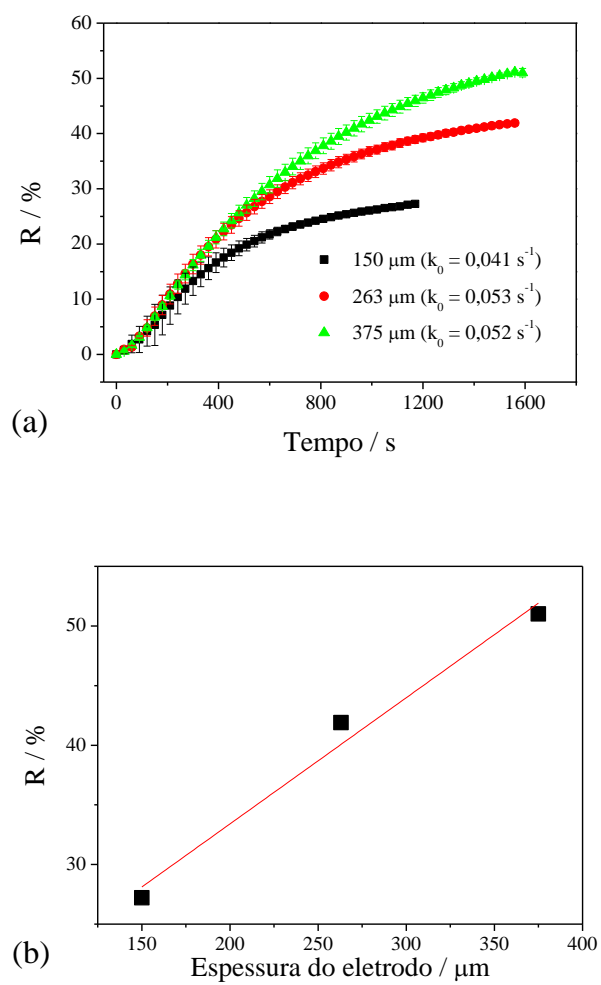 60
50
40
30
20
10
0
R / %
150 μm (k₀ = 0,041 s⁻¹)
263 μm (k₀ = 0,053 s⁻¹)
375 μm (k₀ = 0,052 s⁻¹)
0 400 800 1200 1600
(a)
Tempo / s
50
40
30
R / %
150 200 250 300 350 400
(b)
Espessura do eletrodo / μm